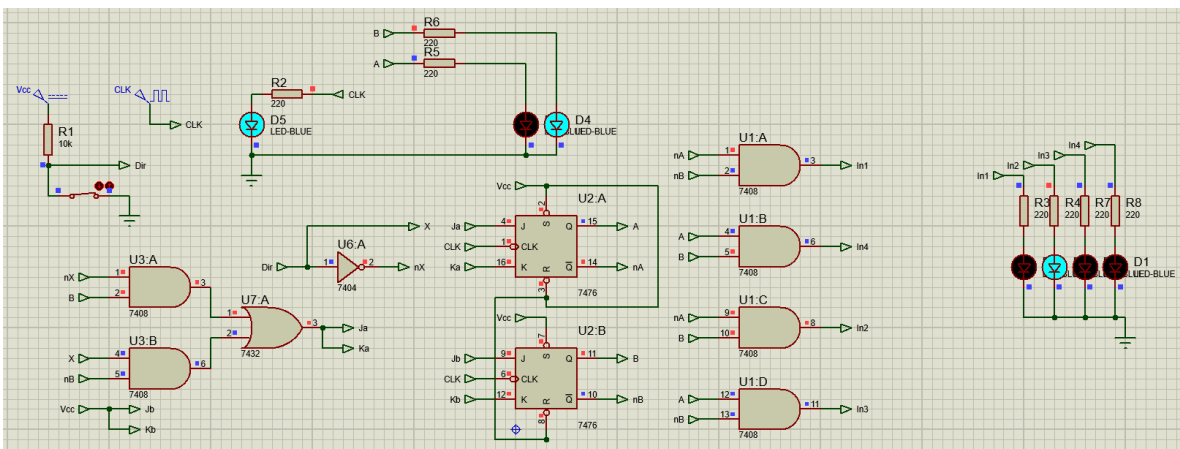 B
R6
220
A
R5
220
Vcc
CLK
CLK
R2
220
CLK
R1
10k
D5
LED-BLUE
D4
LED-BLUE
Dir
U1:A
nA 1
nB 2
3 In1
7408
In4
In3
In2
In1
R3
220
R4
220
R7
220
R8
220
D1
LED-BLUE
Vcc
U2:A
2
Ja 4 J S Q 15 A
CLK 1 CLK
Ka 16 K R Q 14 nA
3
7476
U1:B
A 4
B 5
6 In4
7408
X
U6:A
Dir 1 2 nX
7404
U3:A
nX 1
B 2
3
7408
U7:A
1
2
3 Ja
Ka
7432
U3:B
X 4
nB 5
6
7408
Vcc Jb
Kb
Vcc
U2:B
7
Jb 9 J S Q 11 B
CLK 6 CLK
Kb 12 K R Q 10 nB
8
7476
U1:C
nA 9
B 10
8 In2
7408
U1:D
A 12
nB 13
11 In3
7408